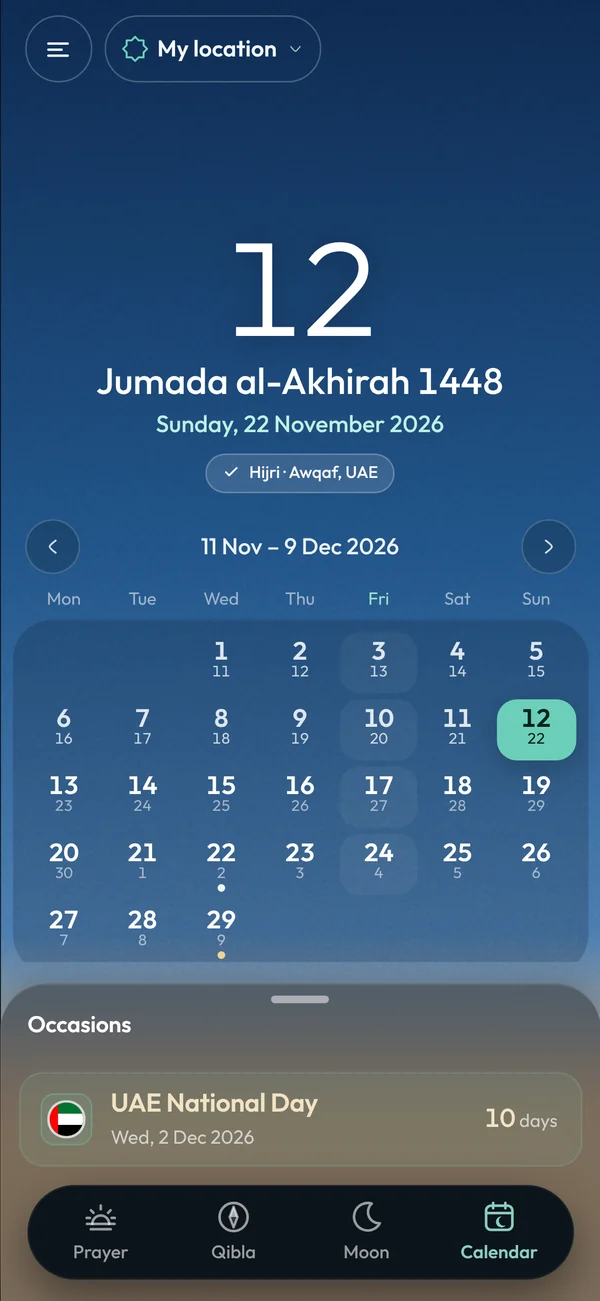 My location
12
Jumada al-Akhirah 1448
Sunday, 22 November 2026
Hijri · Awqaf, UAE
11 Nov – 9 Dec 2026
Mon Tue Wed Thu Fri Sat Sun
1 2 3 4 5
11 12 13 14 15
6 7 8 9 10 11 12
16 17 18 19 20 21 22
13 14 15 16 17 18 19
23 24 25 26 27 28 29
20 21 22 23 24 25 26
30 1 2 3 4 5 6
27 28 29
7 8 9
Occasions
UAE National Day
Wed, 2 Dec 2026
10 days
Prayer Qibla Moon Calendar